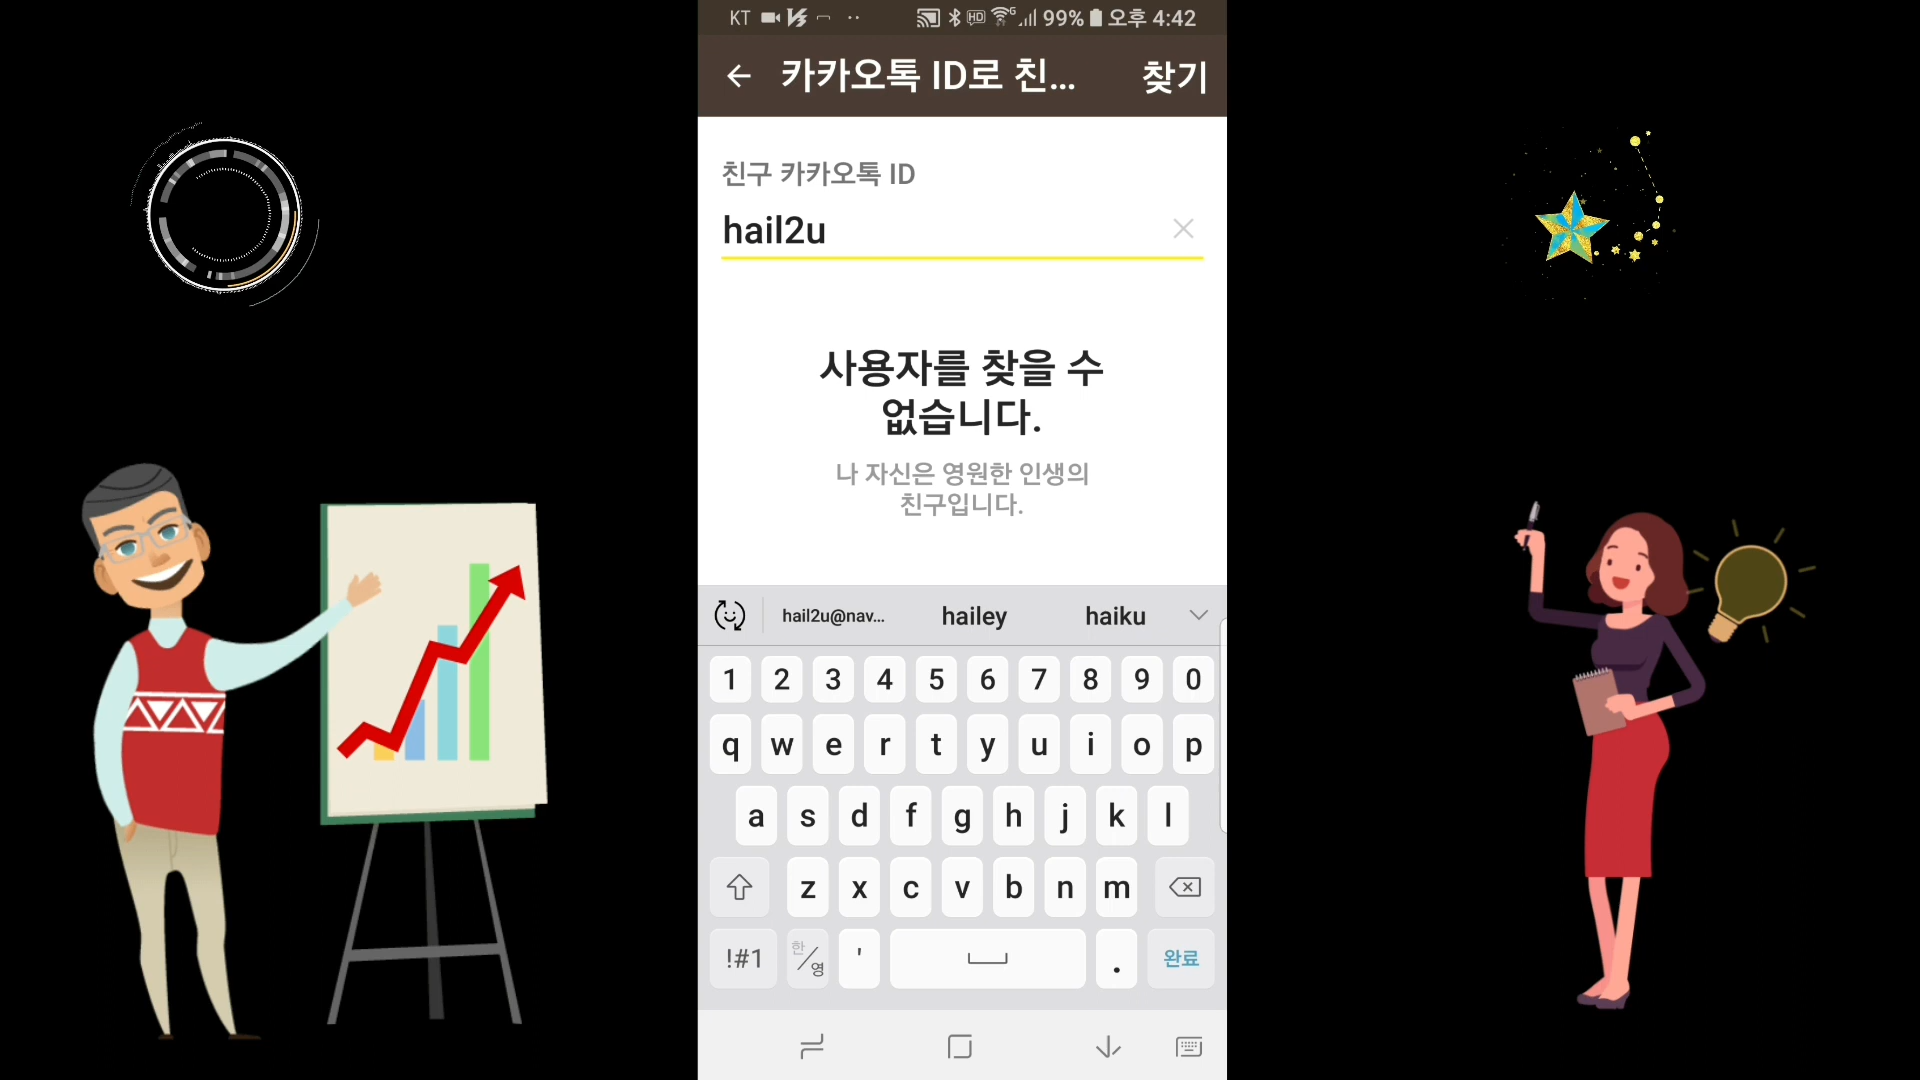 KT HD 99% 오후 4:42
카카오톡 ID로 친... 찾기
친구 카카오톡 ID
hail2u
사용자를 찾을 수
없습니다.
나 자신은 영원한 인생의
친구입니다.
hail2u@nav... hailey haiku
1 2 3 4 5 6 7 8 9 0
q w e r t y u i o p
a s d f g h j k l
z x c v b n m
!#1 한/영 ' . 완료